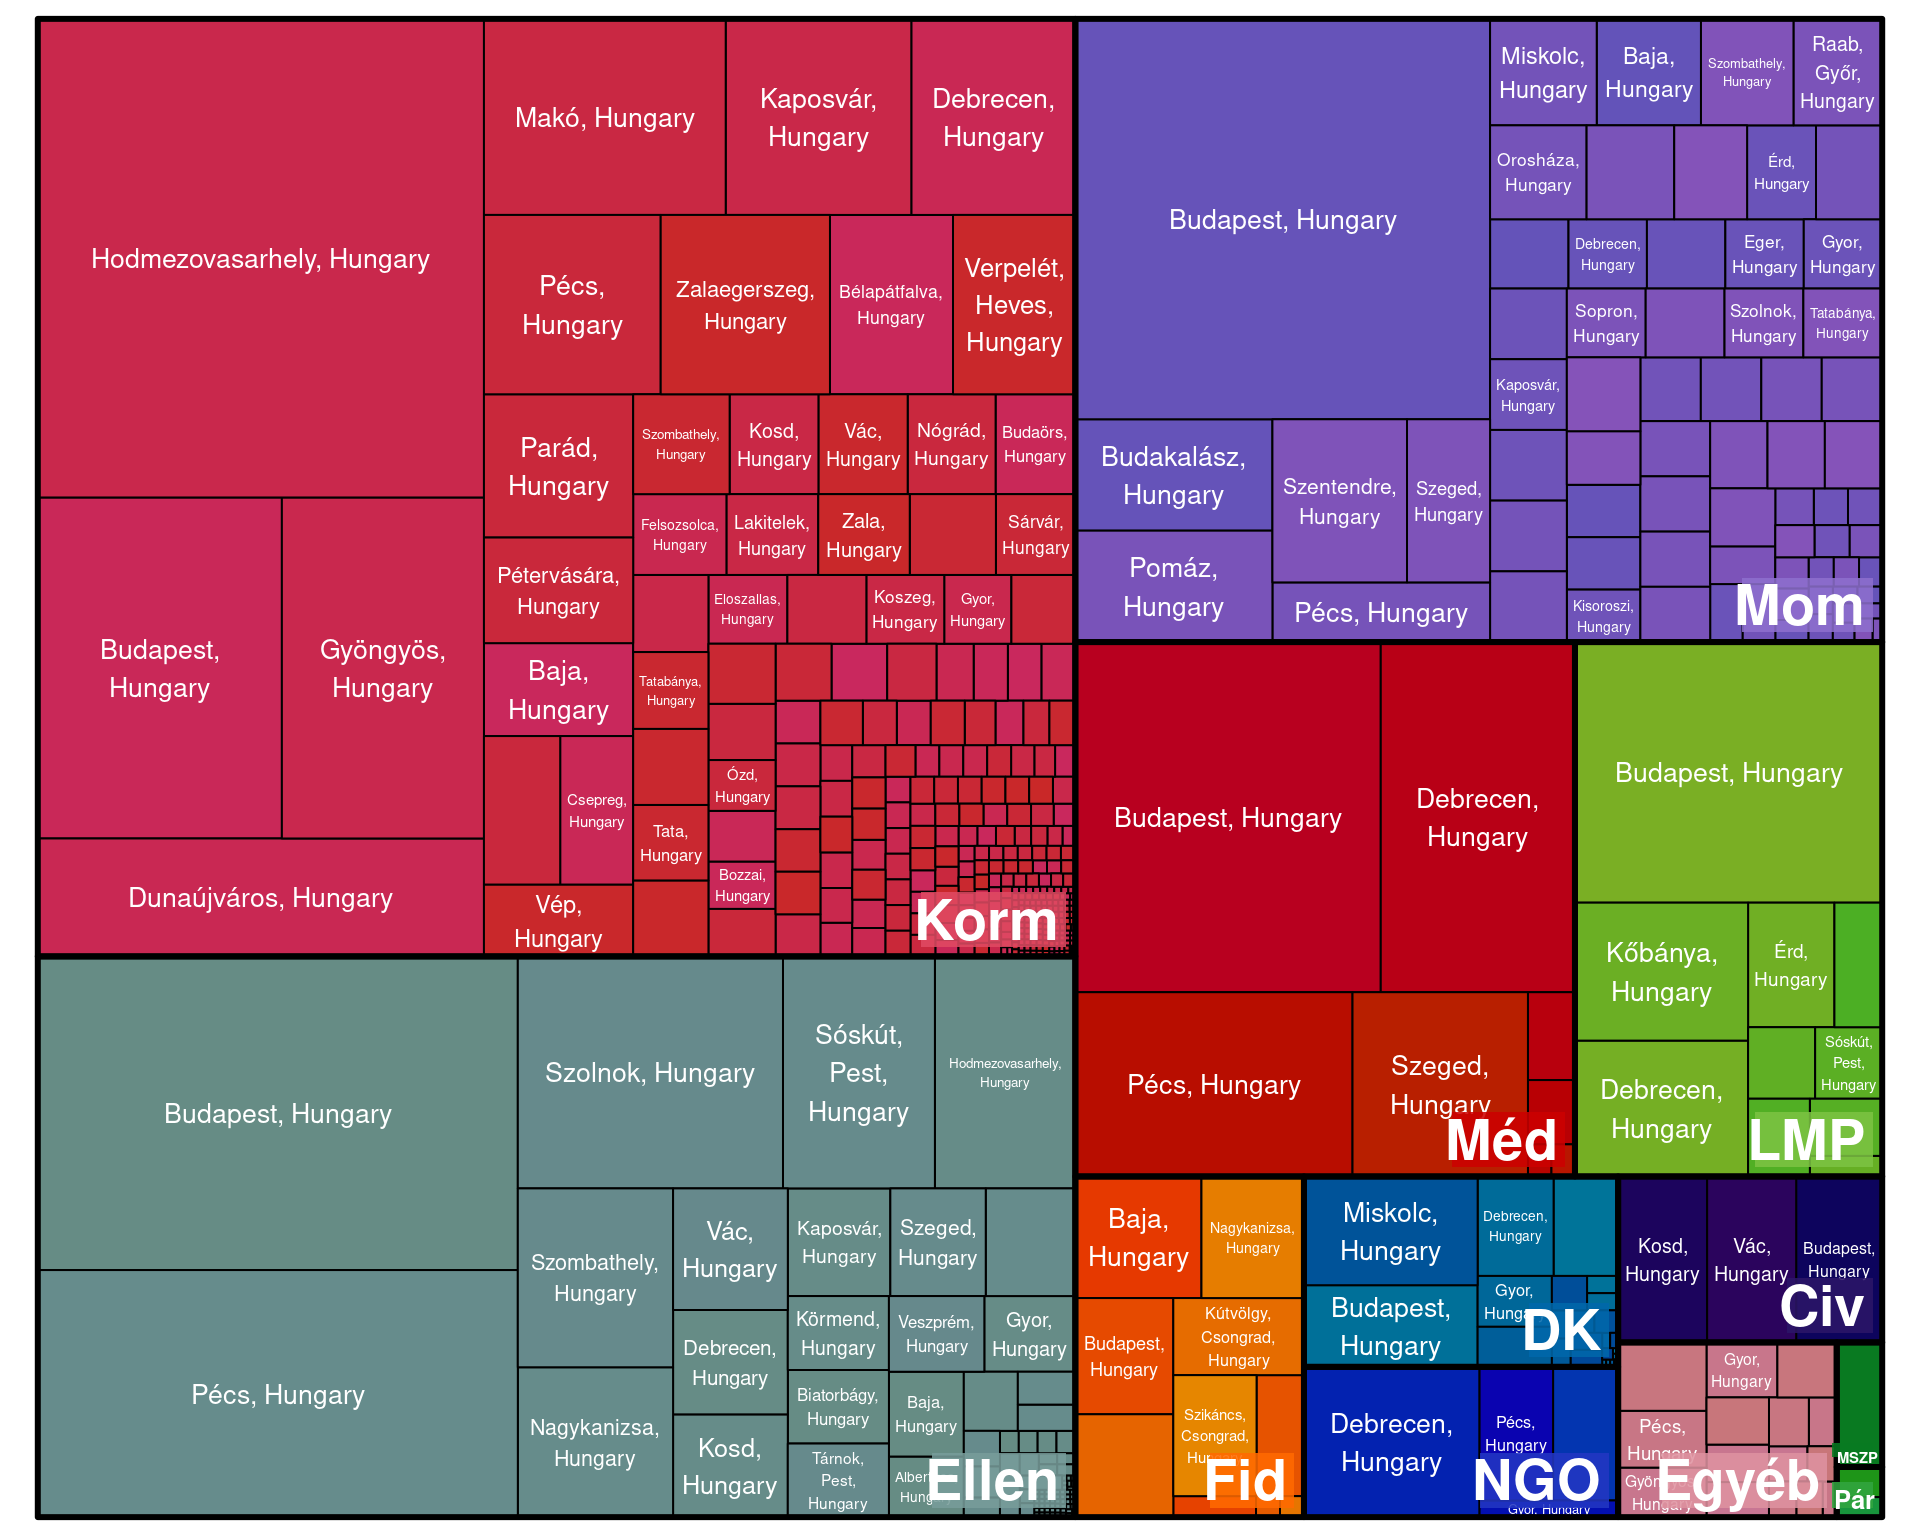 Hodmezovasarhely, Hungary
Budapest,
Hungary
Gyöngyös,
Hungary
Dunaújváros, Hungary
Makó, Hungary
Kaposvár,
Hungary
Debrecen,
Hungary
Pécs,
Hungary
Zalaegerszeg,
Hungary
Bélapátfalva,
Hungary
Verpelét,
Heves,
Hungary
Parád,
Hungary
Szombathely,
Hungary
Kosd,
Hungary
Vác,
Hungary
Nógrád,
Hungary
Budaörs,
Hungary
Felsozsolca,
Hungary
Lakitelek,
Hungary
Zala,
Hungary
Sárvár,
Hungary
Pétervására,
Hungary
Eloszallas,
Hungary
Koszeg,
Hungary
Gyor,
Hungary
Baja,
Hungary
Tatabánya,
Hungary
Csepreg,
Hungary
Ózd,
Hungary
Tata,
Hungary
Bozzai,
Hungary
Vép,
Hungary
Korm
Budapest, Hungary
Miskolc,
Hungary
Baja,
Hungary
Szombathely,
Hungary
Raab,
Győr,
Hungary
Orosháza,
Hungary
Érd,
Hungary
Debrecen,
Hungary
Eger,
Hungary
Gyor,
Hungary
Sopron,
Hungary
Szolnok,
Hungary
Tatabánya,
Hungary
Kaposvár,
Hungary
Budakalász,
Hungary
Szentendre,
Hungary
Szeged,
Hungary
Pomáz,
Hungary
Pécs, Hungary
Kisoroszi,
Hungary
Mom
Budapest, Hungary
Pécs, Hungary
Szolnok, Hungary
Sóskút,
Pest,
Hungary
Hodmezovasarhely,
Hungary
Szombathely,
Hungary
Vác,
Hungary
Kaposvár,
Hungary
Szeged,
Hungary
Debrecen,
Hungary
Körmend,
Hungary
Veszprém,
Hungary
Gyor,
Hungary
Nagykanizsa,
Hungary
Kosd,
Hungary
Biatorbágy,
Hungary
Baja,
Hungary
Tárnok,
Pest,
Hungary
Ellen
Budapest, Hungary
Debrecen,
Hungary
Pécs, Hungary
Szeged,
Hungary
Méd
Budapest, Hungary
Kőbánya,
Hungary
Érd,
Hungary
Debrecen,
Hungary
Sóskút,
Pest,
Hungary
LMP
Baja,
Hungary
Nagykanizsa,
Hungary
Budapest,
Hungary
Kútvölgy,
Csongrad,
Hungary
Szikáncs,
Csongrad,
Fid
Miskolc,
Hungary
Debrecen,
Hungary
Budapest,
Hungary
Gyor,
DK
Debrecen,
Hungary
Pécs,
Hungary
Gyor, Hungary
NGO
Kosd,
Hungary
Vác,
Hungary
Budapest,
Hungary
Civ
Gyor,
Hungary
Pécs,
Hungary
Egyéb
MSZP
Pár